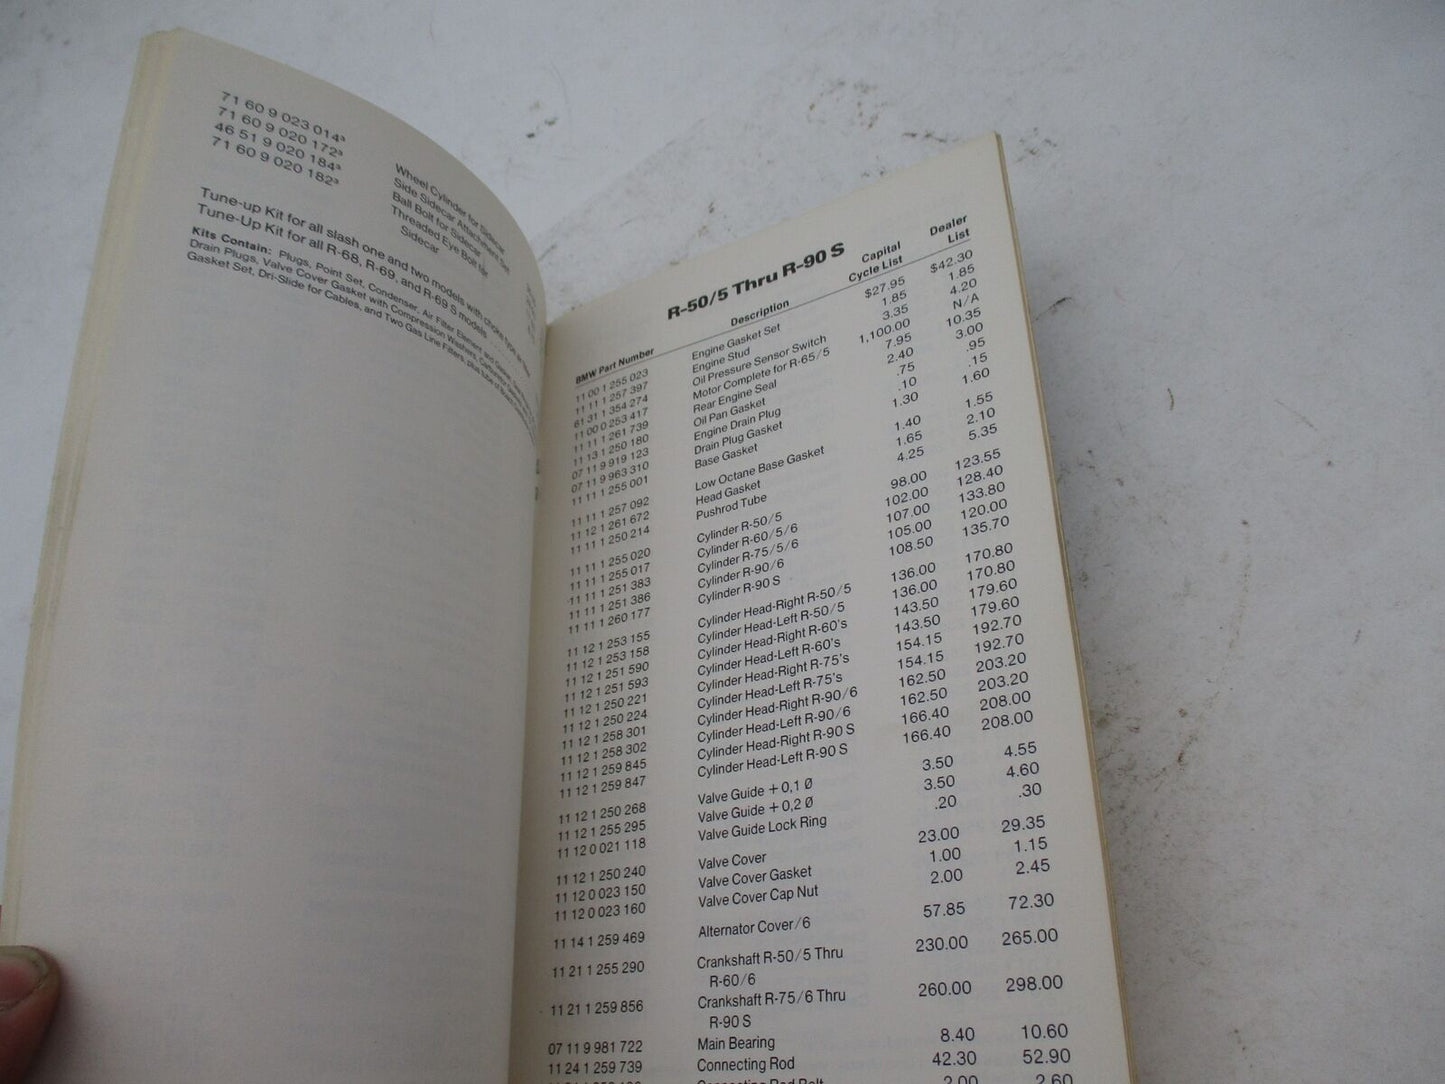 71 60 9 023 014³
71 60 9 020 172³
46 51 9 020 184³
71 60 9 020 182³
Wheel Cylinder for Sidecar
Side Sidecar Attachment Set
Ball Bolt for Sidecar
Threaded Eye Bolt for
Sidecar
Tune-up Kit for all slash one and two models with choke type
Tune-Up Kit for all R-68, R-69, and R-69 S models
Kits Contain: Plugs, Point Set, Condenser, Air Filter Element and
Drain Plugs, Valve Cover Gasket with Compression Washers, Carburetor
Gasket Set, Dri-Slide for Cables, and Two Gas Line Filters, plus tube of
R-50/5 Thru R-90 S
BMW Part Number Description Capital Cycle List Dealer List
11 00 1 255 023 Engine Gasket Set $27.95 $42.30
11 11 1 257 397 Engine Stud 1.85 1.85
61 31 1 354 274 Oil Pressure Sensor Switch 3.35 4.20
11 00 0 253 417 Motor Complete for R-65/5 1,100.00 N/A
11 11 1 261 739 Rear Engine Seal 7.95 10.35
11 13 1 250 180 Oil Pan Gasket 2.40 3.00
07 11 9 919 123 Engine Drain Plug .75 .95
07 11 9 963 310 Drain Plug Gasket .10 .15
11 11 1 255 001 Base Gasket 1.30 1.60
11 11 1 257 092 Low Octane Base Gasket 1.40 1.55
11 12 1 261 672 Head Gasket 1.65 2.10
11 11 1 250 214 Pushrod Tube 4.25 5.35
11 11 1 255 020 Cylinder R-50/5 98.00 123.55
11 11 1 255 017 Cylinder R-60/5/6 102.00 128.40
11 11 1 251 383 Cylinder R-75/5/6 107.00 133.80
11 11 1 251 386 Cylinder R-90/6 105.00 120.00
11 11 1 260 177 Cylinder R-90 S 108.50 135.70
11 12 1 253 155 Cylinder Head-Right R-50/5 136.00 170.80
11 12 1 253 158 Cylinder Head-Left R-50/5 136.00 170.80
11 12 1 251 590 Cylinder Head-Right R-60's 143.50 179.60
11 12 1 251 593 Cylinder Head-Left R-60's 143.50 179.60
11 12 1 250 221 Cylinder Head-Right R-75's 154.15 192.70
11 12 1 250 224 Cylinder Head-Left R-75's 154.15 192.70
11 12 1 258 301 Cylinder Head-Right R-90/6 162.50 203.20
11 12 1 258 302 Cylinder Head-Left R-90/6 162.50 203.20
11 12 1 259 845 Cylinder Head-Right R-90 S 166.40 208.00
11 12 1 259 847 Cylinder Head-Left R-90 S 166.40 208.00
11 12 1 250 268 Valve Guide + 0,1 Ø 3.50 4.55
11 12 1 255 295 Valve Guide + 0,2 Ø 3.50 4.60
11 12 0 021 118 Valve Guide Lock Ring .20 .30
11 12 1 250 240 Valve Cover 23.00 29.35
11 12 0 023 150 Valve Cover Gasket 1.00 1.15
11 12 0 023 160 Valve Cover Cap Nut 2.00 2.45
11 14 1 259 469 Alternator Cover/6 57.85 72.30
11 21 1 255 290 Crankshaft R-50/5 Thru 230.00 265.00
R-60/6
11 21 1 259 856 Crankshaft R-75/6 Thru 260.00 298.00
R-90 S
07 11 9 981 722 Main Bearing 8.40 10.60
11 24 1 259 739 Connecting Rod 42.30 52.90
Connecting Rod Bolt 2.00 2.60